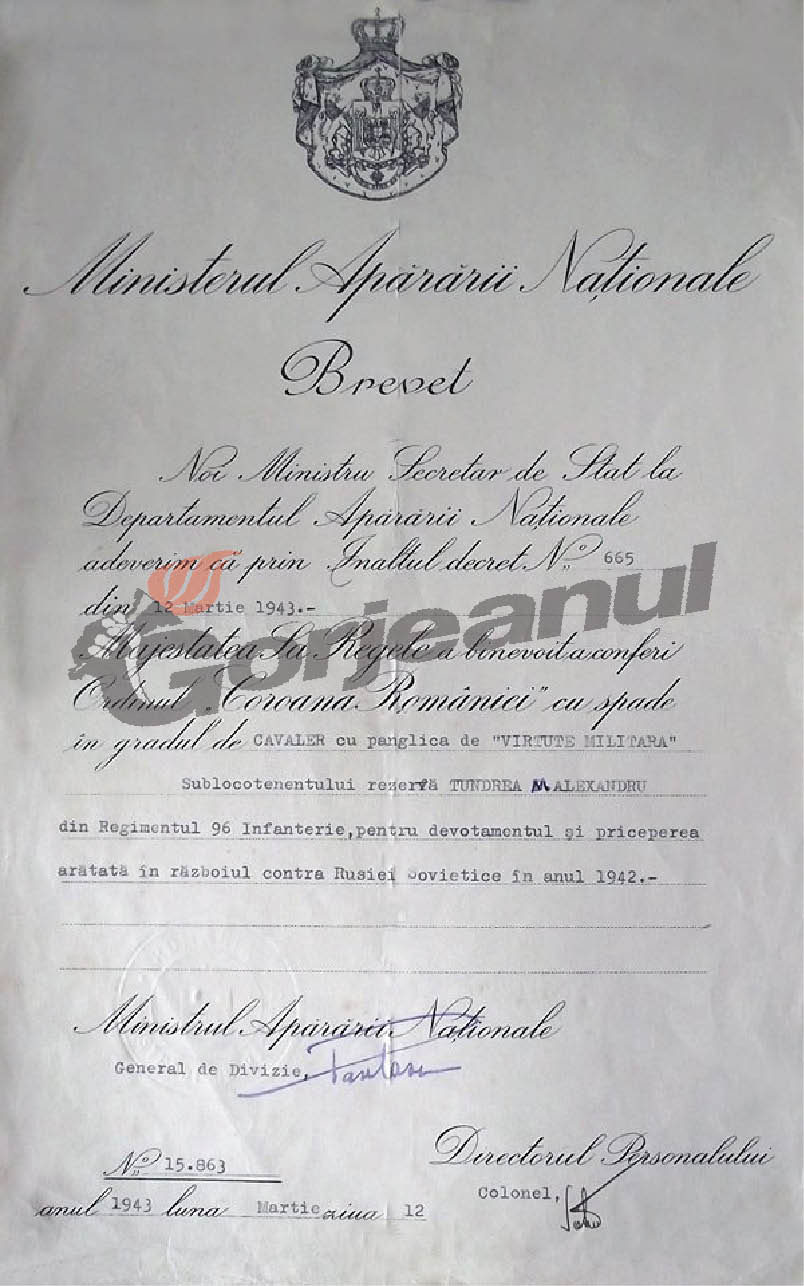 Ministerul Apărării Naționale
Brevet
Noi Ministru Secretar de Stat la
Departamentul Apărării Naționale
adeverim că prin Inaltul decret No 665
din 12 Martie 1943.-
Gorjeanul
Majestatea Sa Regele a binevoit a conferi
Ordinul „Coroana României" cu spade
în gradul de CAVALER cu panglica de "VIRTUTE MILITARA"
Sublocotenentului rezervă TUNDREA M ALEXANDRU
din Regimentul 96 Infanterie,pentru devotamentul și priceperea
arătată în războiul contra Rusiei Sovietice în anul 1942.-
Ministrul Apărării Naționale
General de Divizie,
No 15.863
Directorul Personalului
Colonel,
anul 1943 luna Martie ziua 12